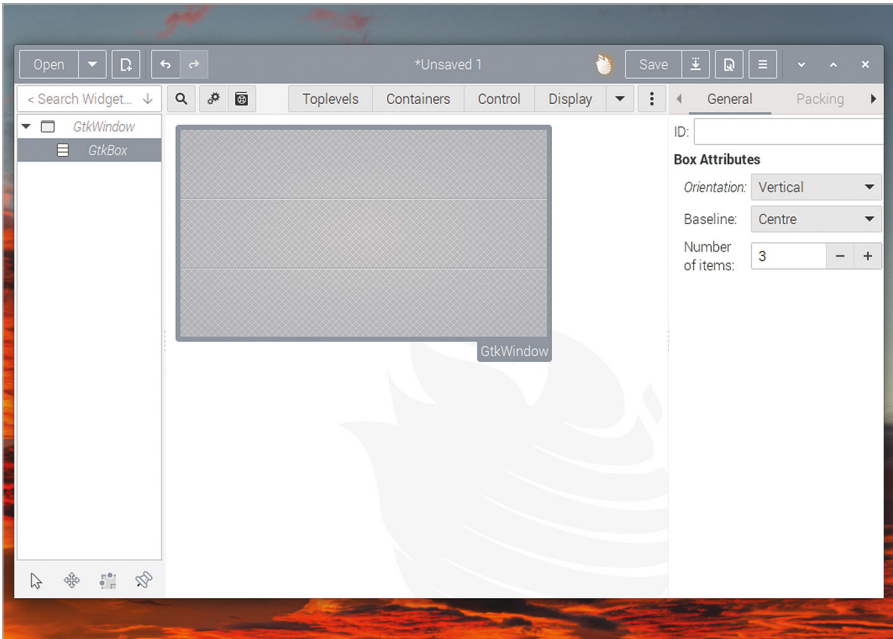 Open
*Unsaved 1
Save
< Search Widget...
Toplevels
Containers
Control
Display
General
Packing
GtkWindow
GtkBox
GtkWindow
ID:
Box Attributes
Orientation:
Vertical
Baseline:
Centre
Number
of items:
3